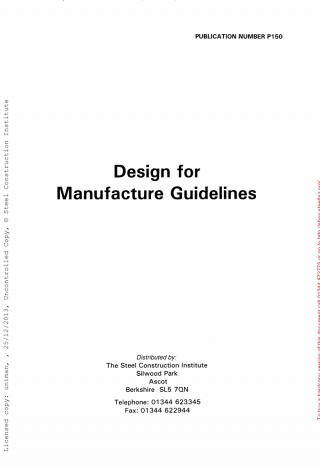 PUBLICATION NUMBER P150
Design for
Manufacture Guidelines
Distributed by:
The Steel Construction Institute
Silwood Park
Ascot
Berkshire SL5 7QN
Telephone: 01344 623345
Fax: 01344 622944
Licensed copy: uniman, , 25/12/2013, Uncontrolled Copy, © Steel Construction Institute